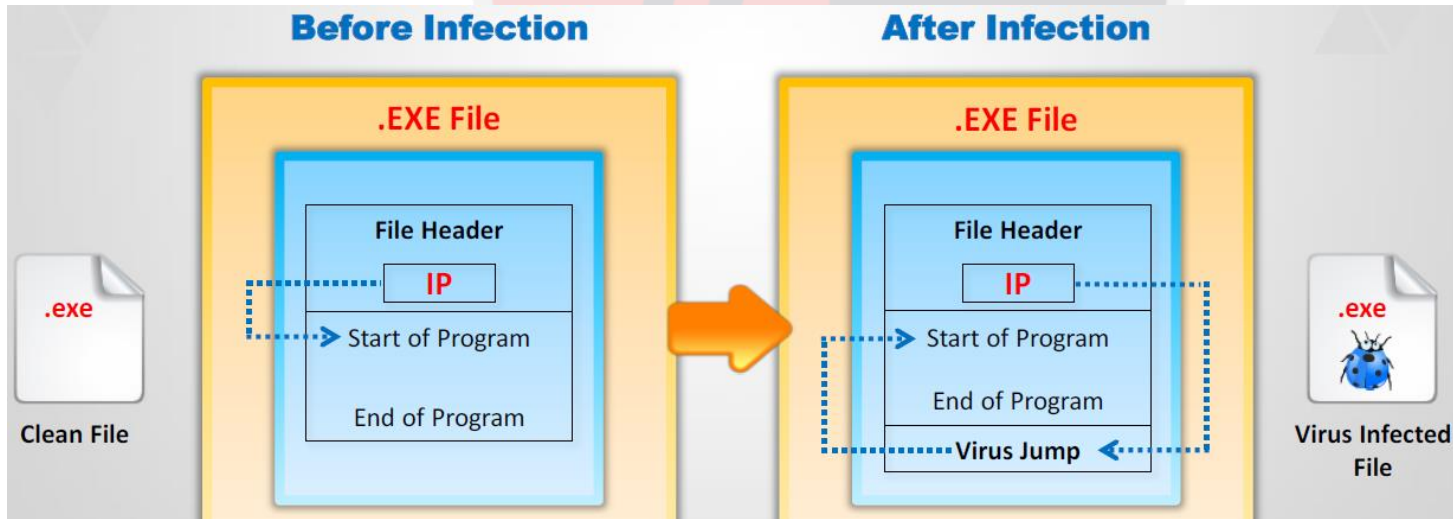 Before Infection
After Infection
.EXE File
.EXE File
File Header
IP
Start of Program
End of Program
File Header
IP
Start of Program
End of Program
Virus Jump
.exe
Clean File
.exe
Virus Infected
File